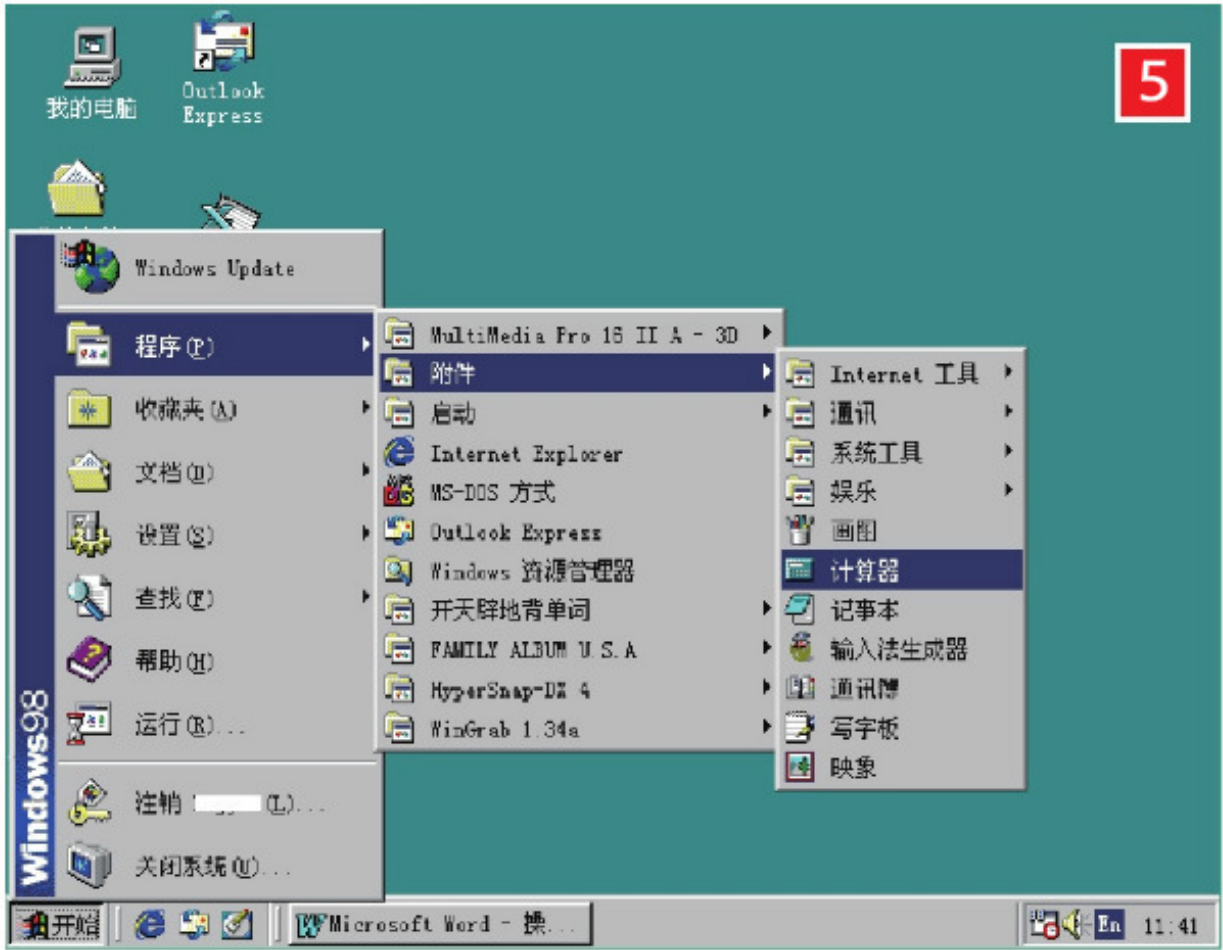 5
我的电脑
Outlook
Express
Windows Update
程序(P)
收藏夹(A)
文档(D)
设置(S)
查找(F)
帮助(H)
运行(R)...
注销
(L)...
关闭系统(U)...
Windows98
MultiMedia Pro 16 II A - 3D
附件
启动
Internet Explorer
MS-DOS 方式
Outlook Express
Windows 资源管理器
开天辟地背单词
FAMILY ALBUM U.S.A
HyperSnap-DX 4
WinGrab 1.34a
Internet 工具
通讯
系统工具
娱乐
画图
计算器
记事本
输入法生成器
通讯簿
写字板
映象
开始
Microsoft Word - 操...
En
11:41